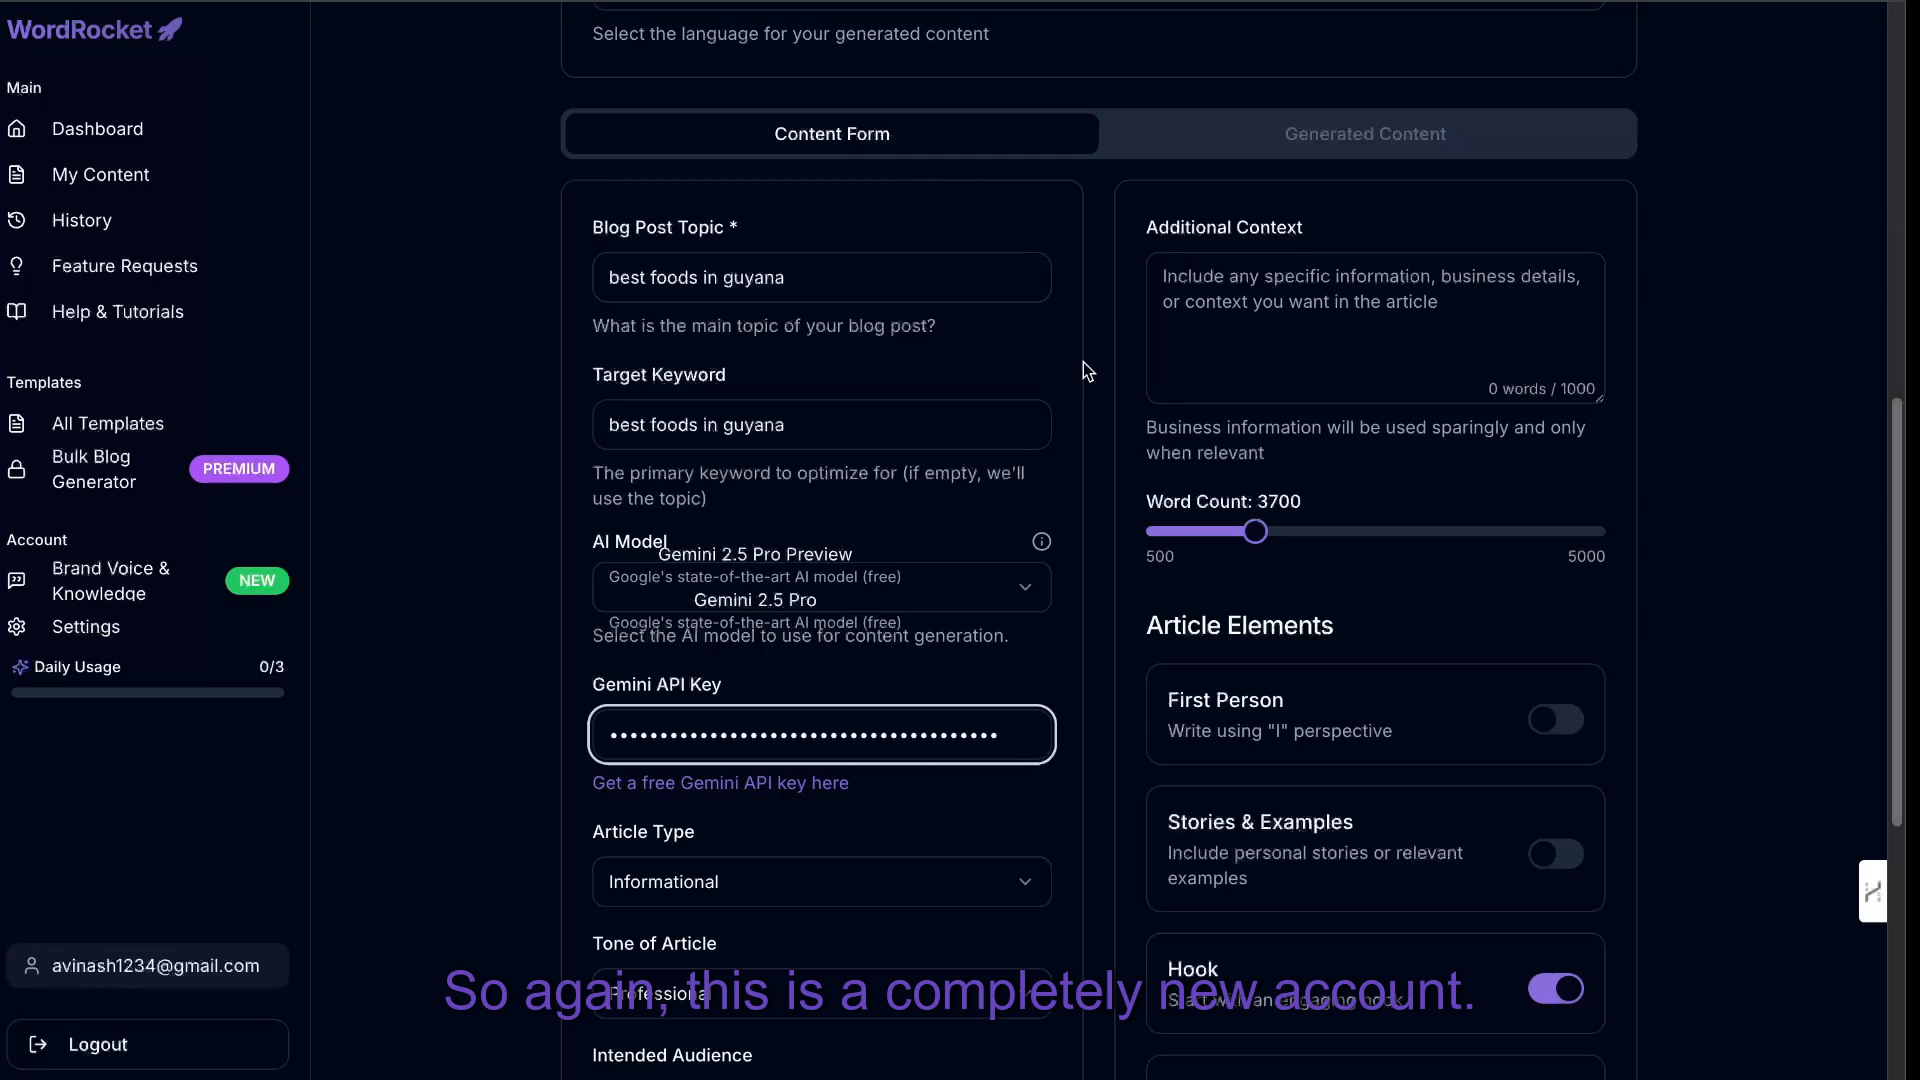 WordRocket
Main
Dashboard
My Content
History
Feature Requests
Help & Tutorials
Templates
All Templates
Bulk Blog
Generator
PREMIUM
Account
Brand Voice &
Knowledge
NEW
Settings
Daily Usage 0/3
avinash1234@gmail.com
Logout
Select the language for your generated content
Content Form
Generated Content
Blog Post Topic *
best foods in guyana
What is the main topic of your blog post?
Target Keyword
best foods in guyana
The primary keyword to optimize for (if empty, we'll
use the topic)
AI Model
Gemini 2.5 Pro Preview
Google's state-of-the-art AI model (free)
Gemini 2.5 Pro
Google's state-of-the-art AI model (free)
Select the AI model to use for content generation.
Gemini API Key
•••••••••••••••••••••••••••••••••••••••
Get a free Gemini API key here
Article Type
Informational
Tone of Article
Professional
Intended Audience
Additional Context
Include any specific information, business details,
or context you want in the article
0 words / 1000
Business information will be used sparingly and only
when relevant
Word Count: 3700
500 5000
Article Elements
First Person
Write using "I" perspective
Stories & Examples
Include personal stories or relevant
examples
Hook
Start with an engaging hook
So again, this is a completely new account.